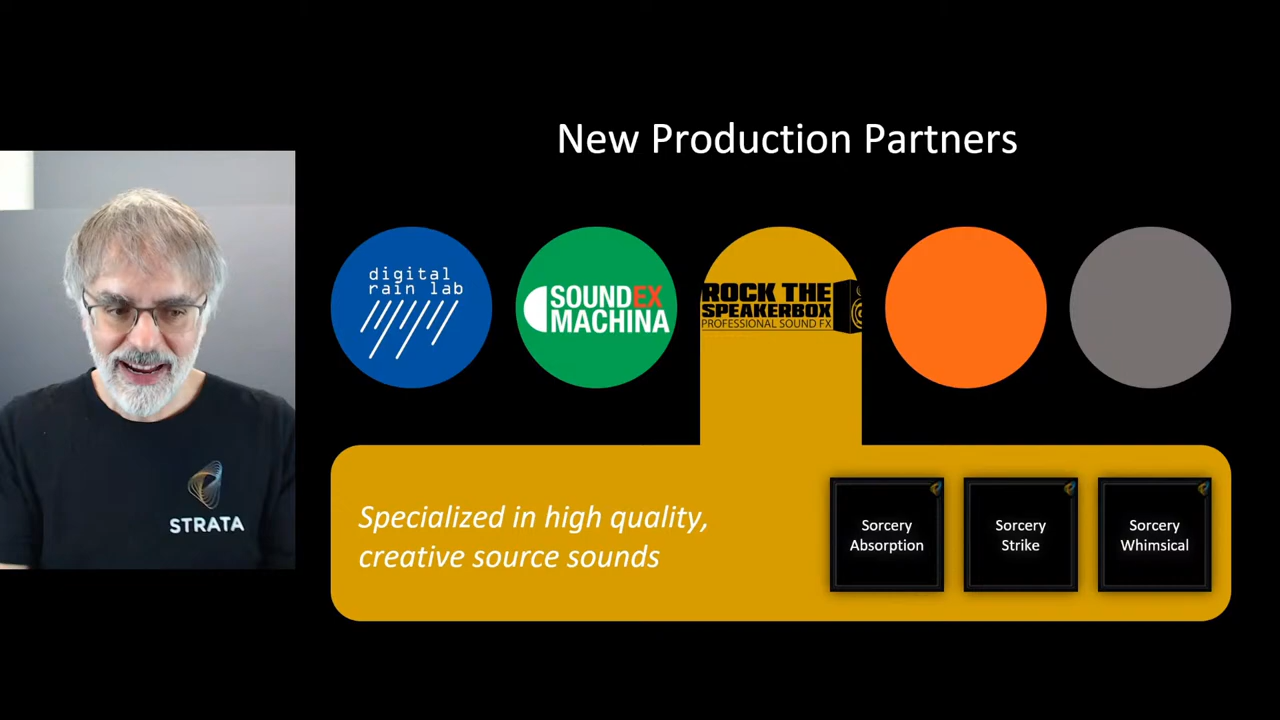 New Production Partners
digital
rain lab
SOUNDEX
MACHINA
ROCK THE
SPEAKERBOX
PROFESSIONAL SOUND FX
STRATA
Specialized in high quality,
creative source sounds
Sorcery
Absorption
Sorcery
Strike
Sorcery
Whimsical